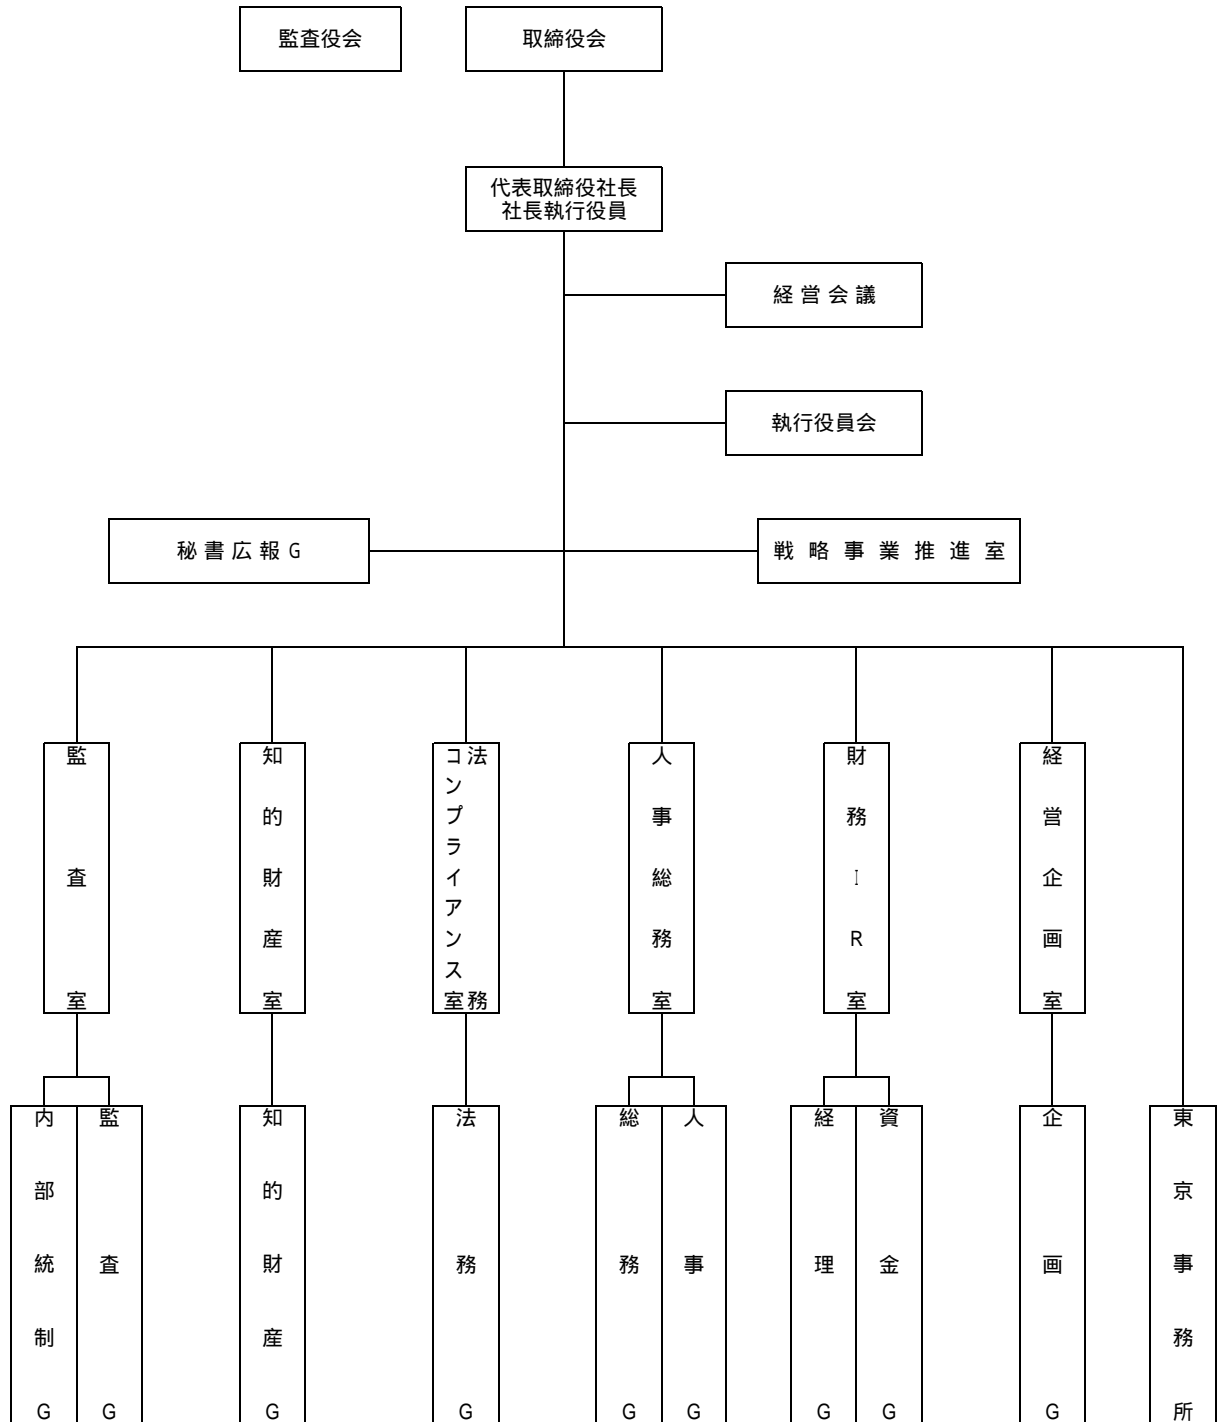 監査役会
取締役会
代表取締役社長
社長執行役員
経営会議
執行役員会
秘書広報G
戦略事業推進室
監査室
知的財産室
法務
コンプライアンス室
人事総務室
財務IR室
経営企画室
内部統制G
監査G
知的財産G
法務G
総務G
人事G
経理G
資金G
企画G
東京事務所